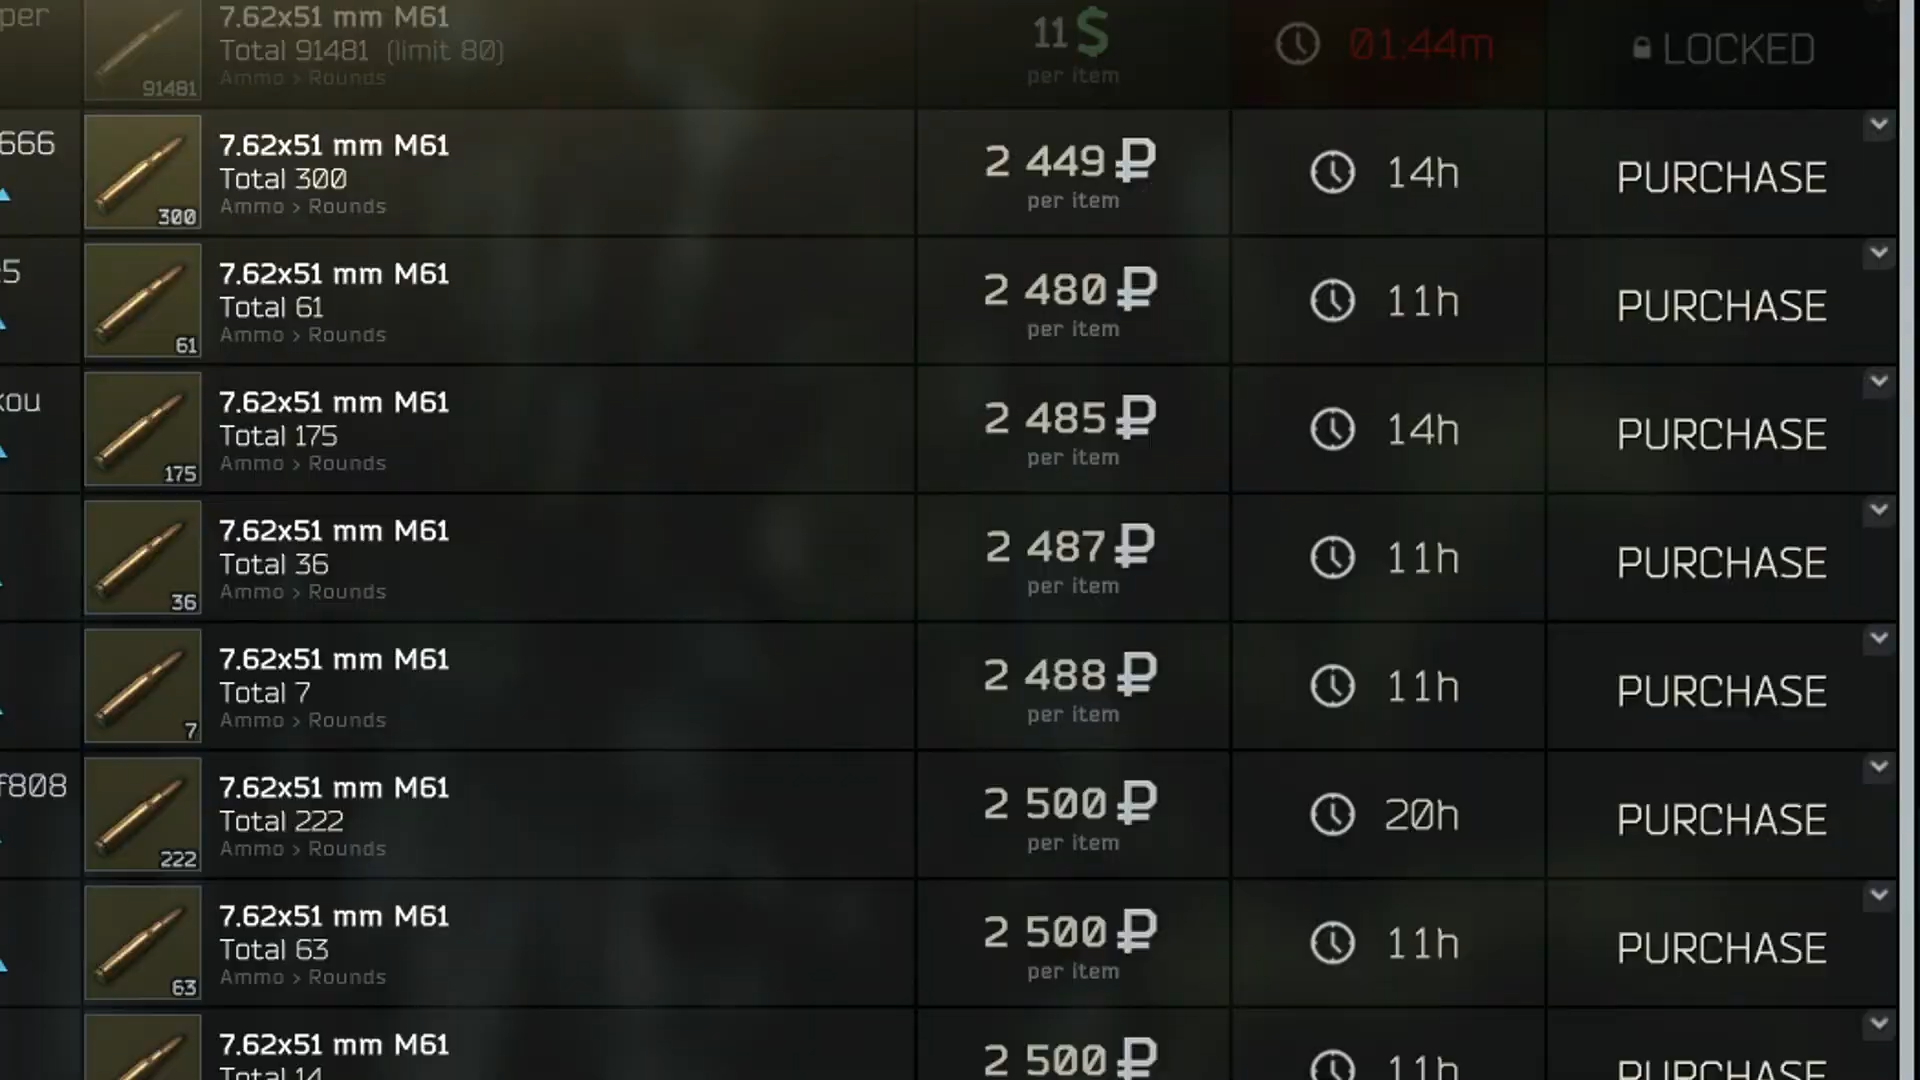 per
7.62x51 mm M61
Total 91481 (limit 80)
Ammo > Rounds
91481
11 $
per item
01:44m
LOCKED
666
7.62x51 mm M61
Total 300
Ammo > Rounds
300
2 449 ₽
per item
14h
PURCHASE
5
7.62x51 mm M61
Total 61
Ammo > Rounds
61
2 480 ₽
per item
11h
PURCHASE
kou
7.62x51 mm M61
Total 175
Ammo > Rounds
175
2 485 ₽
per item
14h
PURCHASE
7.62x51 mm M61
Total 36
Ammo > Rounds
36
2 487 ₽
per item
11h
PURCHASE
7.62x51 mm M61
Total 7
Ammo > Rounds
7
2 488 ₽
per item
11h
PURCHASE
f808
7.62x51 mm M61
Total 222
Ammo > Rounds
222
2 500 ₽
per item
20h
PURCHASE
7.62x51 mm M61
Total 63
Ammo > Rounds
63
2 500 ₽
per item
11h
PURCHASE
7.62x51 mm M61
Total 14
2 500 ₽
11h
PURCHASE